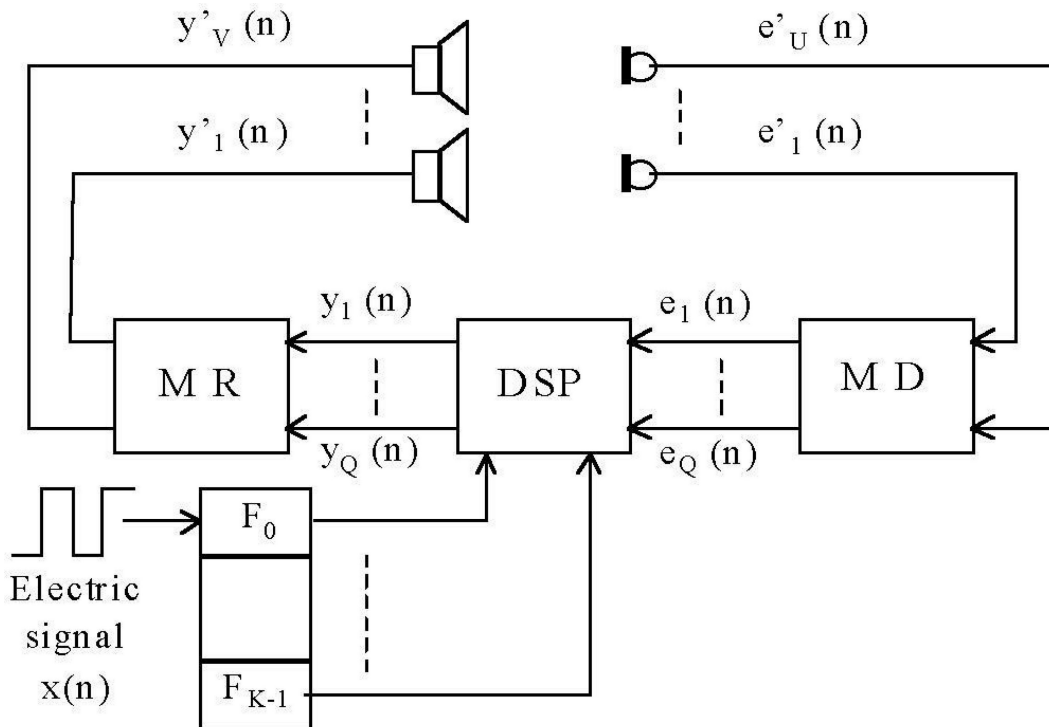 y'V (n)
e'U (n)
y'1 (n)
e'1 (n)
y1 (n)
e1 (n)
M R
DSP
M D
yQ (n)
eQ (n)
F0
Electric
signal
x(n)
FK-1